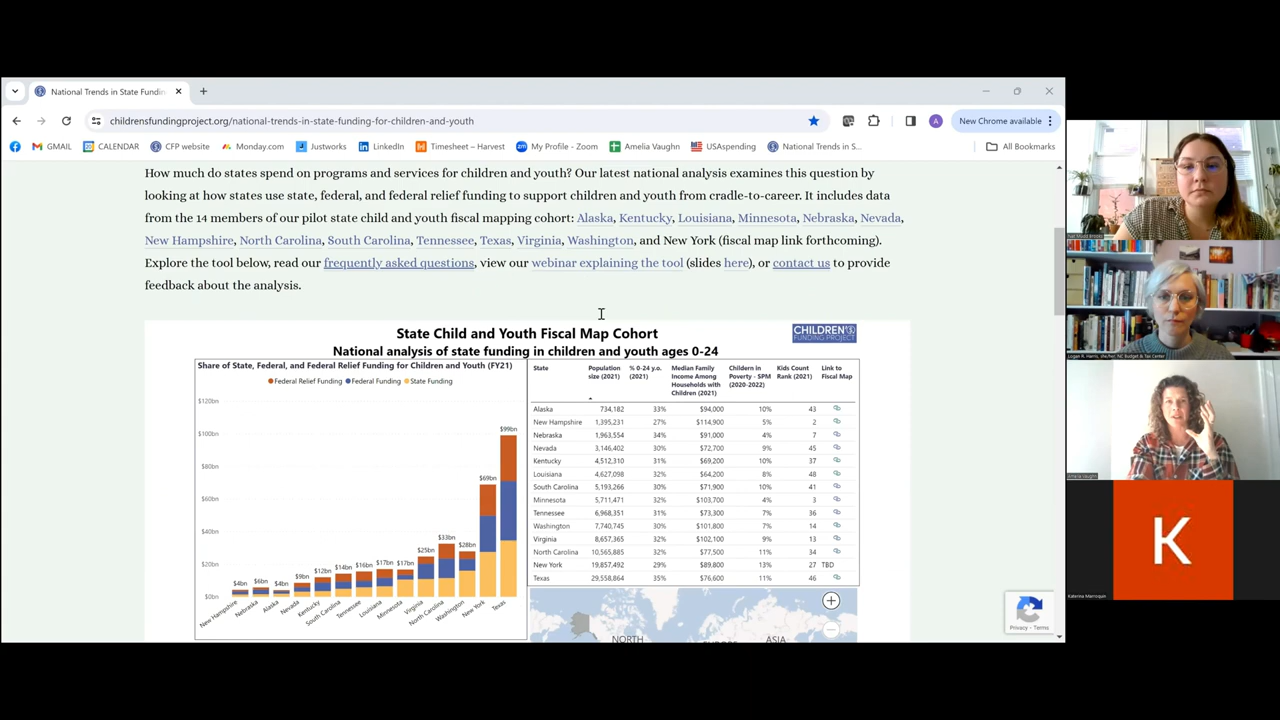 National Trends in State Fundin
childrensfundingproject.org/national-trends-in-state-funding-for-children-and-youth
A
New Chrome available
GMAIL
CALENDAR
CFP website
Monday.com
Justworks
LinkedIn
Timesheet – Harvest
My Profile - Zoom
Amelia Vaughn
USAspending
National Trends in S...
All Bookmarks
How much do states spend on programs and services for children and youth? Our latest national analysis examines this question by
looking at how states use state, federal, and federal relief funding to support children and youth from cradle-to-career. It includes data
from the 14 members of our pilot state child and youth fiscal mapping cohort: Alaska, Kentucky, Louisiana, Minnesota, Nebraska, Nevada,
New Hampshire, North Carolina, South Carolina, Tennessee, Texas, Virginia, Washington, and New York (fiscal map link forthcoming).
Explore the tool below, read our frequently asked questions, view our webinar explaining the tool (slides here), or contact us to provide
feedback about the analysis.
State Child and Youth Fiscal Map Cohort
National analysis of state funding in children and youth ages 0-24
CHILDREN'S
FUNDING PROJECT
Share of State, Federal, and Federal Relief Funding for Children and Youth (FY21)
Federal Relief Funding Federal Funding State Funding
$120bn
$100bn
$80bn
$60bn
$40bn
$20bn
$0bn
$4bn
$6bn
$4bn
$9bn
$12bn
$14bn
$16bn
$17bn
$17bn
$25bn
$33bn
$28bn
$69bn
$99bn
New Hampshire
Nebraska
Alaska
Nevada
Kentucky
South Carolina
Tennessee
Louisiana
Minnesota
Virginia
North Carolina
Washington
New York
Texas
State Population size (2021) % 0-24 y.o. (2021) Median Family Income Among Households with Children (2021) Childern in Poverty - SPM (2020-2022) Kids Count Rank (2021) Link to Fiscal Map
Alaska 734,182 33% $94,000 10% 43
New Hampshire 1,395,231 27% $114,900 5% 2
Nebraska 1,963,554 34% $91,000 4% 7
Nevada 3,146,402 30% $72,700 9% 45
Kentucky 4,512,310 31% $69,200 10% 37
Louisiana 4,627,098 32% $64,200 8% 48
South Carolina 5,193,266 30% $71,900 10% 41
Minnesota 5,711,471 32% $103,700 4% 3
Tennessee 6,968,351 31% $73,300 7% 36
Washington 7,740,745 30% $101,800 7% 14
Virginia 8,657,365 32% $102,100 9% 13
North Carolina 10,565,885 32% $77,500 11% 34
New York 19,857,492 29% $89,800 13% 27 TBD
Texas 29,558,864 35% $76,600 11% 46
NORTH
ASIA
Privacy - Terms
Logan R. Harris, she/her, NC Budget & Tax Center
Amelia Vaughn
K
Katerina Marroquin